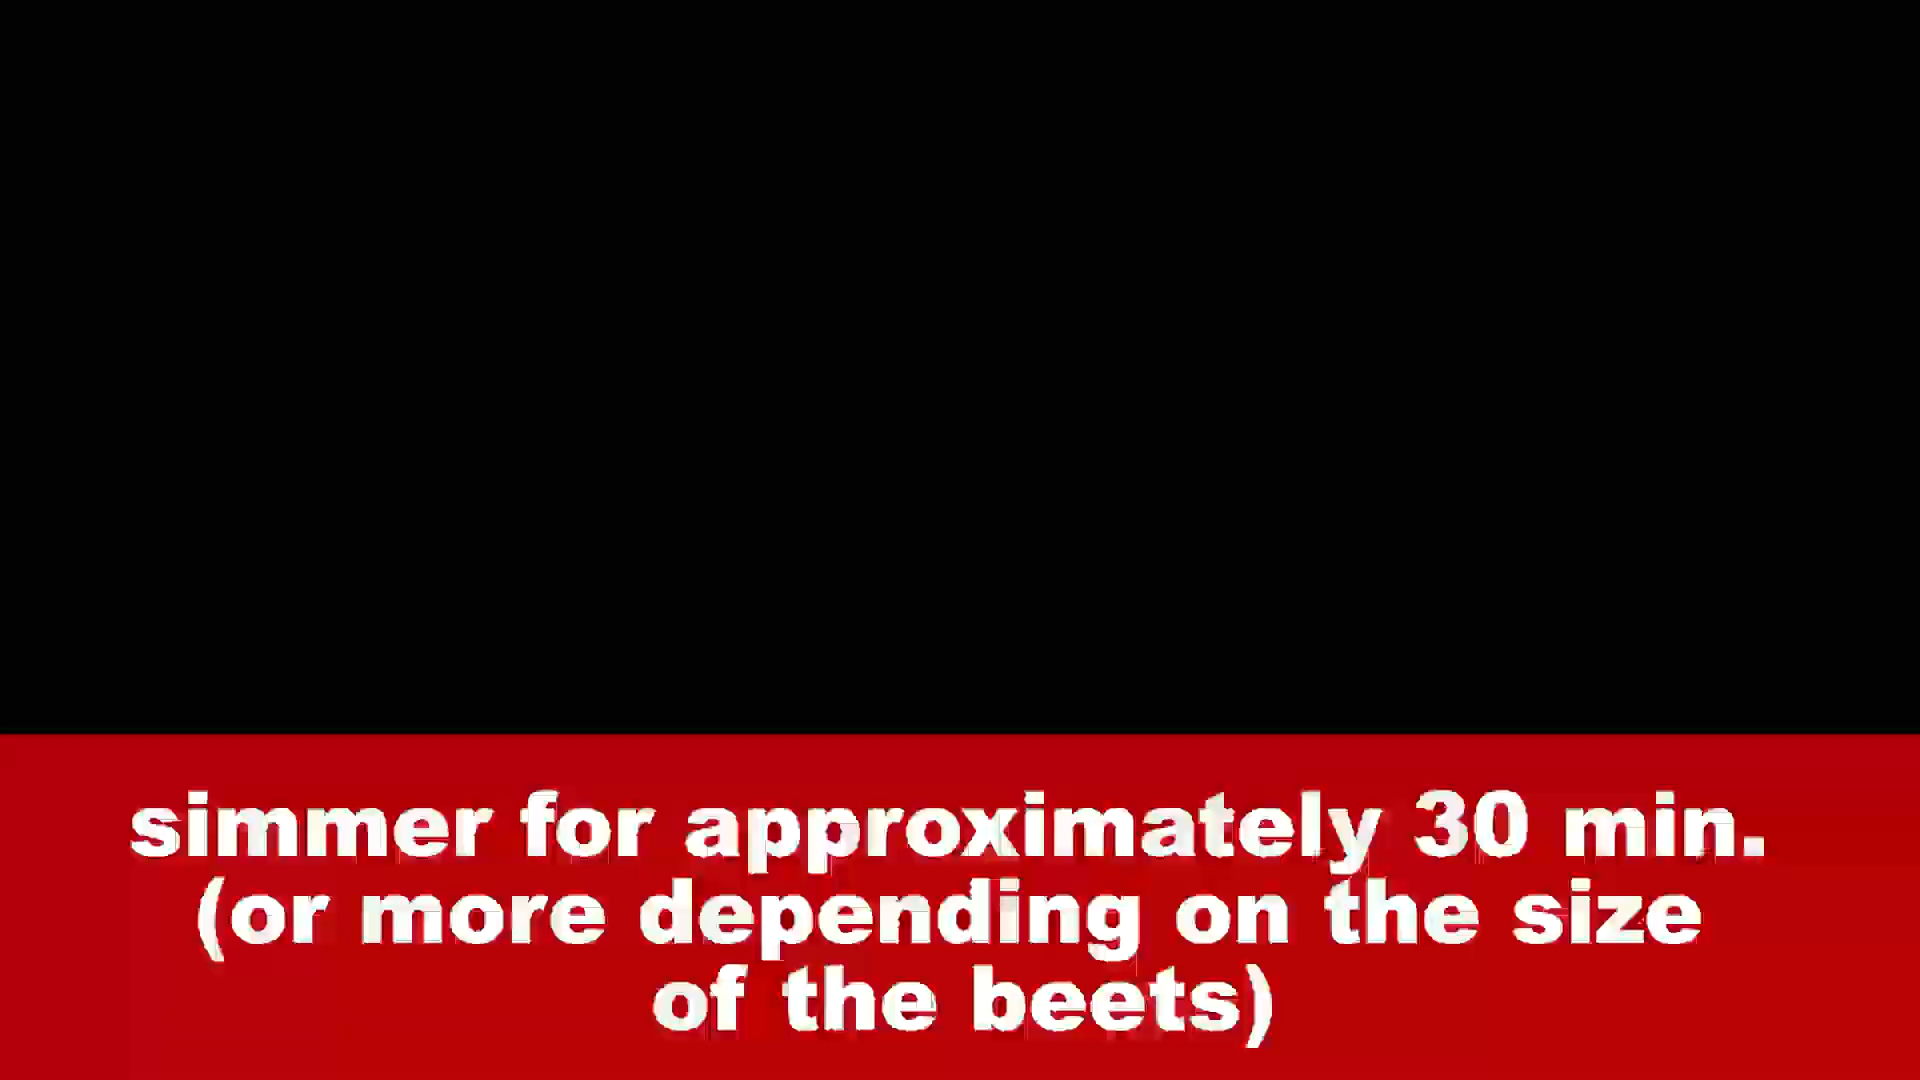 simmer for approximately 30 min.
(or more depending on the size
of the beets)